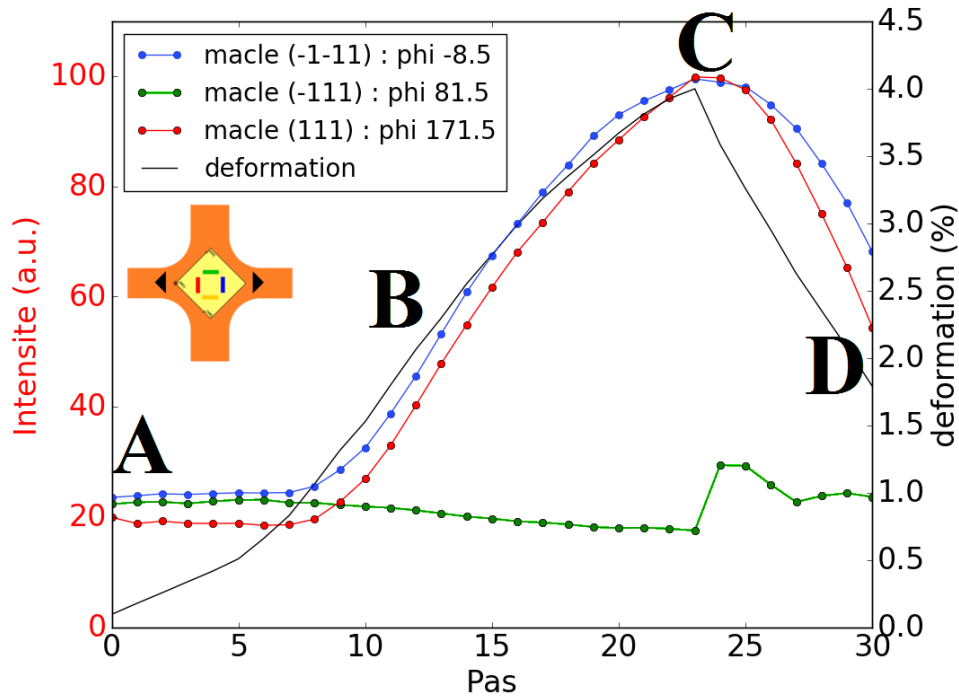 macle (-1-11) : phi -8.5
macle (-111) : phi 81.5
macle (111) : phi 171.5
deformation
A
B
C
D
Intensite (a.u.)
100
80
60
40
20
0
4.5
4.0
3.5
3.0
2.5
2.0
1.5
1.0
0.5
0.0
deformation (%)
0 5 10 15 20 25 30
Pas